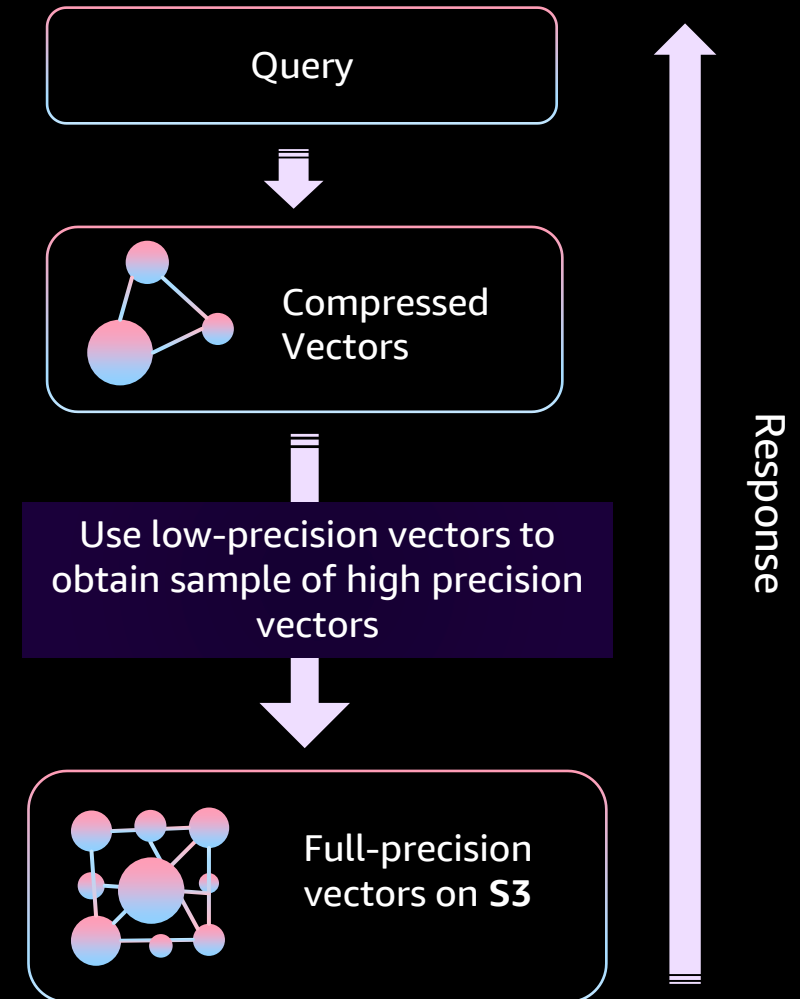 Query
Compressed
Vectors
Use low-precision vectors to
obtain sample of high precision
vectors
Full-precision
vectors on S3
Response